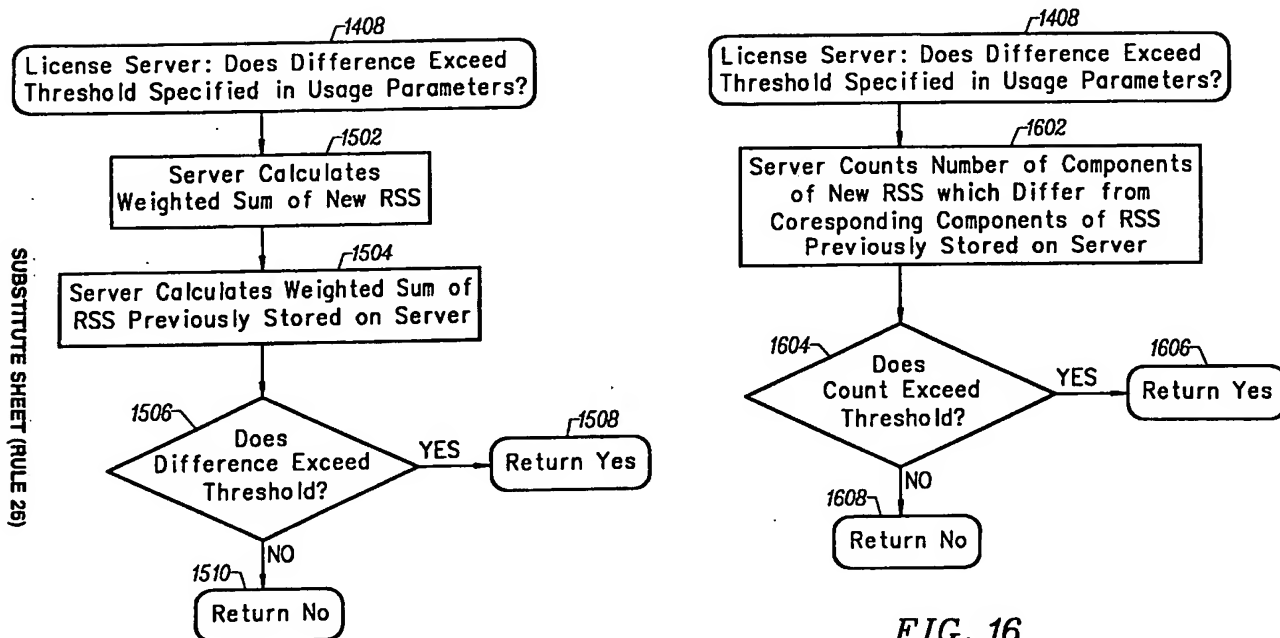 SUBSTITUTE SHEET (RULE 26)
1408
License Server: Does Difference Exceed
Threshold Specified in Usage Parameters?
1502
Server Calculates
Weighted Sum of New RSS
1504
Server Calculates Weighted Sum of
RSS Previously Stored on Server
1506
Does
Difference Exceed
Threshold?
YES
1508
Return Yes
NO
1510
Return No
1408
License Server: Does Difference Exceed
Threshold Specified in Usage Parameters?
1602
Server Counts Number of Components
of New RSS which Differ from
Coresponding Components of RSS
Previously Stored on Server
1604
Does
Count Exceed
Threshold?
YES
1606
Return Yes
NO
1608
Return No
FIG. 16